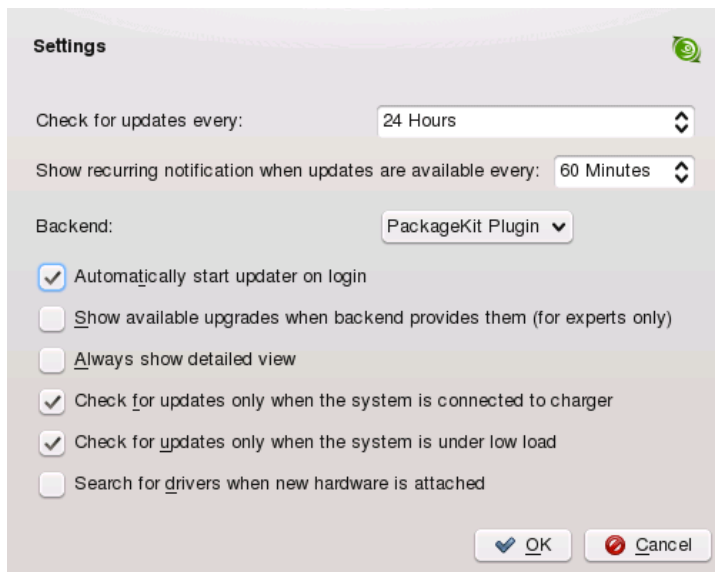 Settings
Check for updates every: 24 Hours
Show recurring notification when updates are available every: 60 Minutes
Backend: PackageKit Plugin
Automatically start updater on login
Show available upgrades when backend provides them (for experts only)
Always show detailed view
Check for updates only when the system is connected to charger
Check for updates only when the system is under low load
Search for drivers when new hardware is attached
OK Cancel